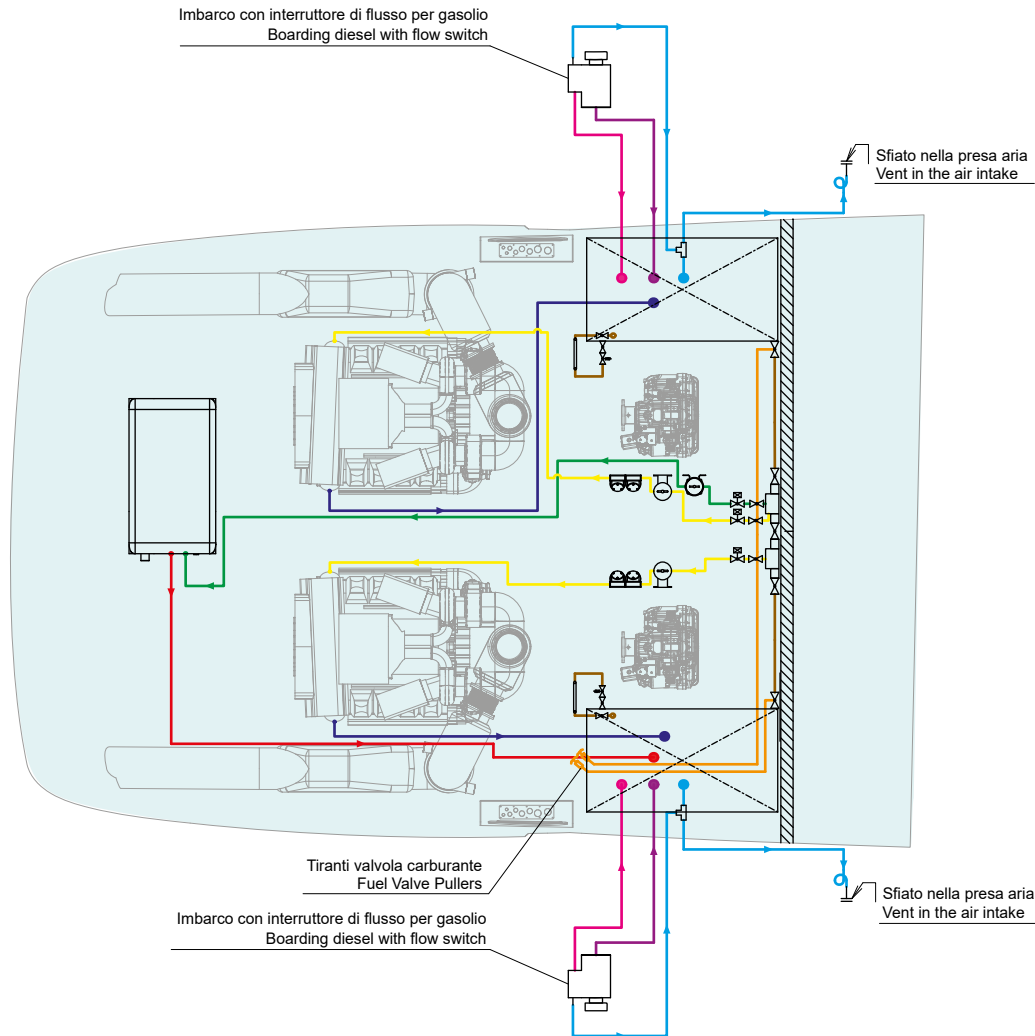 Imbarco con interruttore di flusso per gasolio
Boarding diesel with flow switch
Sfiato nella presa aria
Vent in the air intake
Tiranti valvola carburante
Fuel Valve Pullers
Sfiato nella presa aria
Vent in the air intake
Imbarco con interruttore di flusso per gasolio
Boarding diesel with flow switch